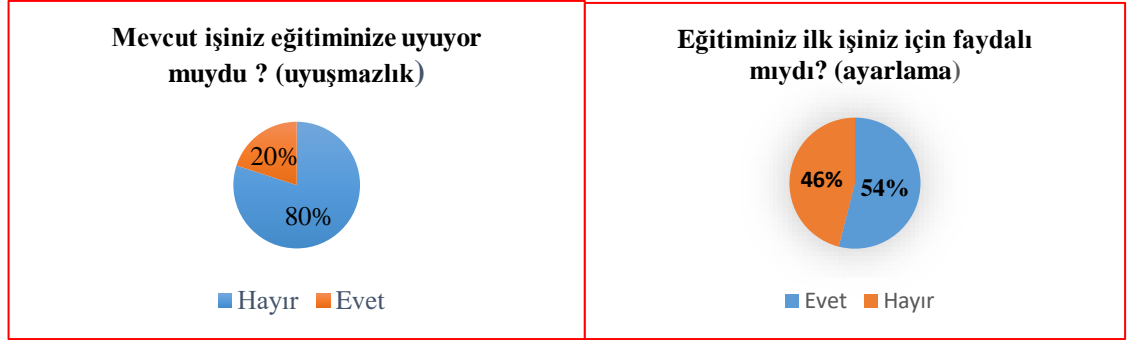 Mevcut işiniz eğitiminize uyuyor
muydu ? (uyuşmazlık)
20%
80%
Hayır Evet
Eğitiminiz ilk işiniz için faydalı
mıydı? (ayarlama)
46%
54%
Evet Hayır